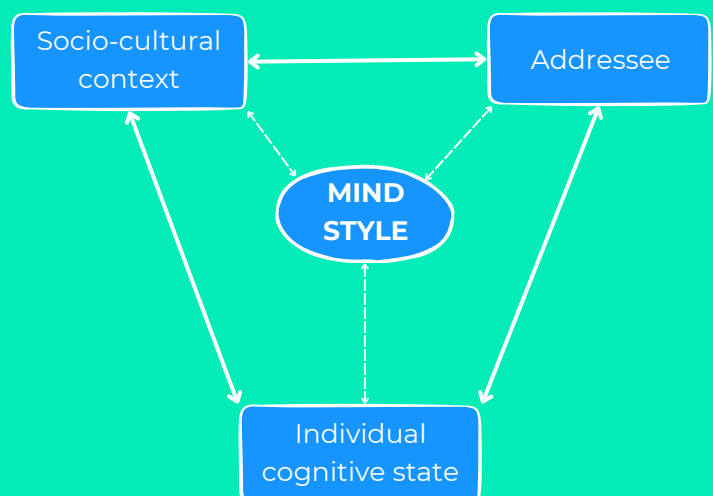 Socio-cultural
context
Addressee
MIND
STYLE
Individual
cognitive state